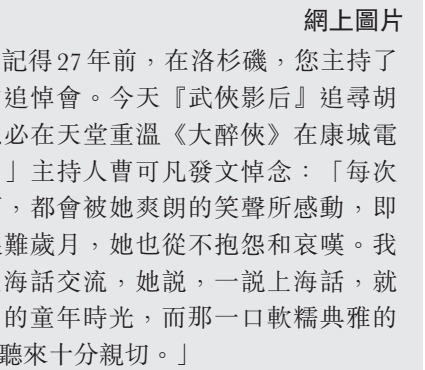 網上圖片
記得27年前，在洛杉磯，您主持了
追悼會。今天『武俠影后』追尋胡
必在天堂重溫《大醉俠》在康城電
」主持人曹可凡發文悼念：「每次
，都會被她爽朗的笑聲所感動，即
難歲月，她也從不抱怨和哀嘆。我
海話交流，她說，一說上海話，就
的童年時光，而那一口軟糯典雅的
聽來十分親切。」